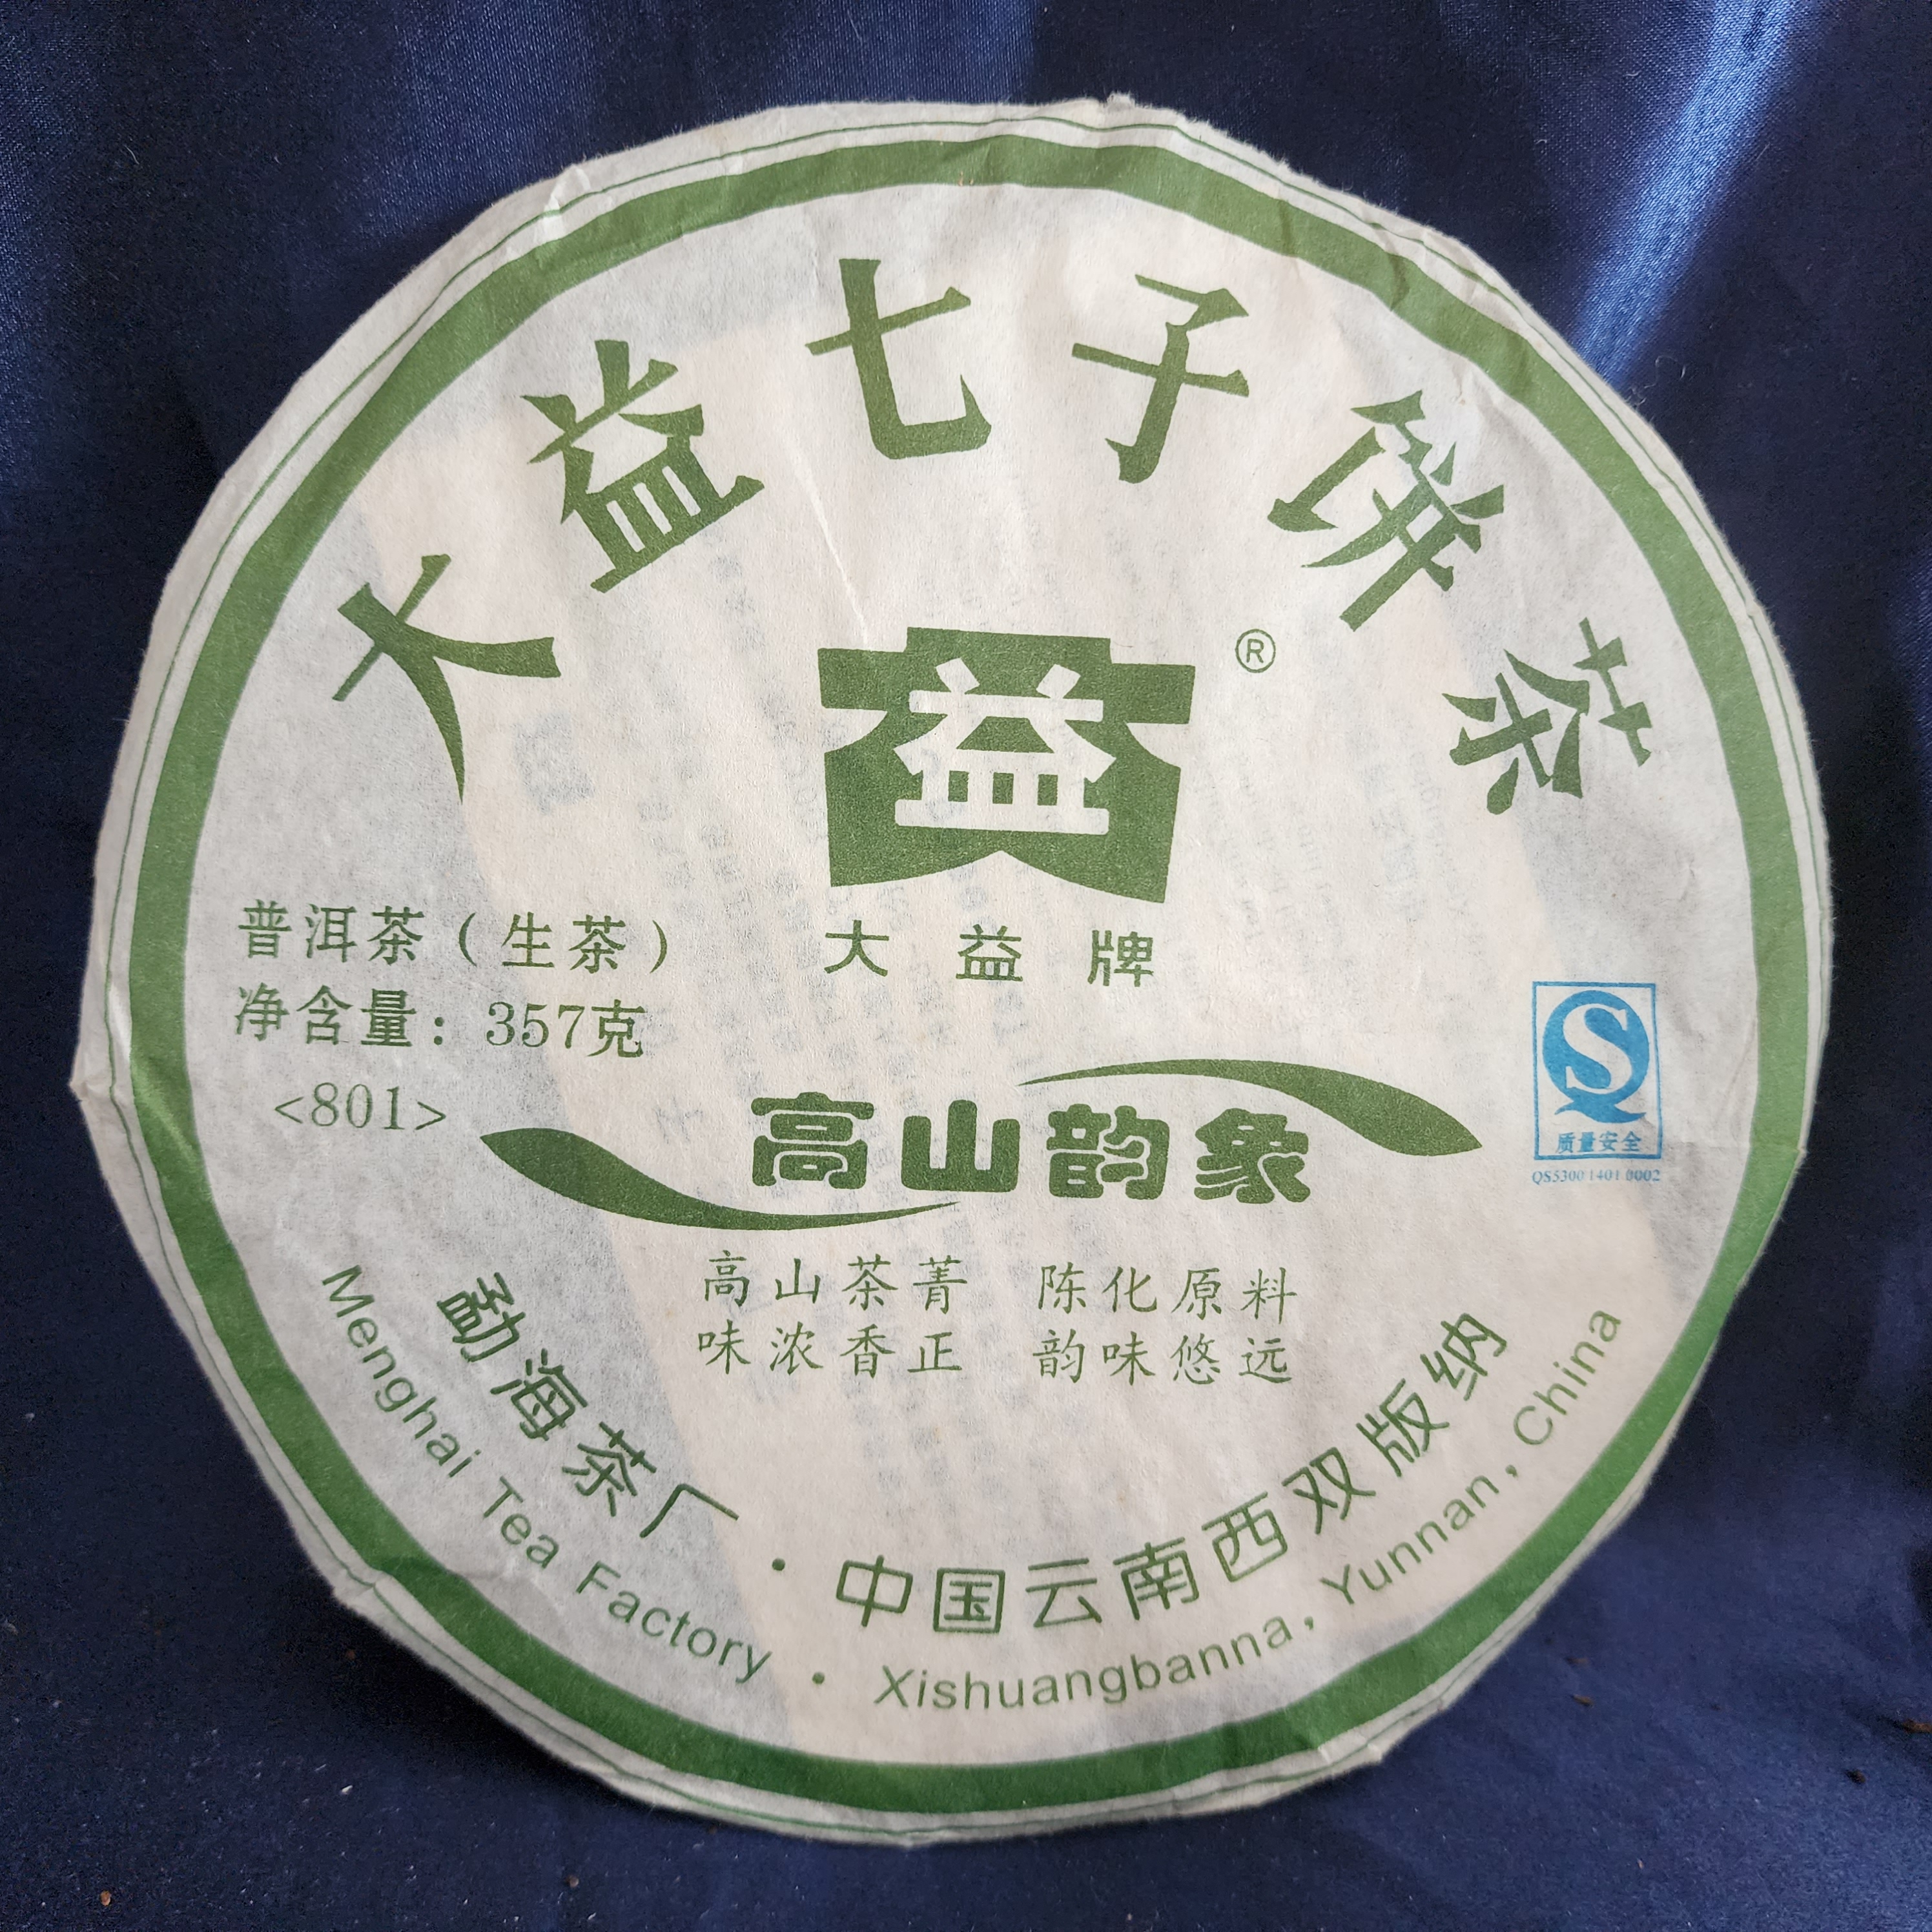 大益七子饼茶
益
®
大益牌
普洱茶（生茶）
净含量：357克
<801>
高山韵象
高山茶菁 陈化原料
味浓香正 韵味悠远
质量安全
QS5300 1401 0002
勐海茶厂·中国云南西双版纳
Menghai Tea Factory · Xishuangbanna, Yunnan, China